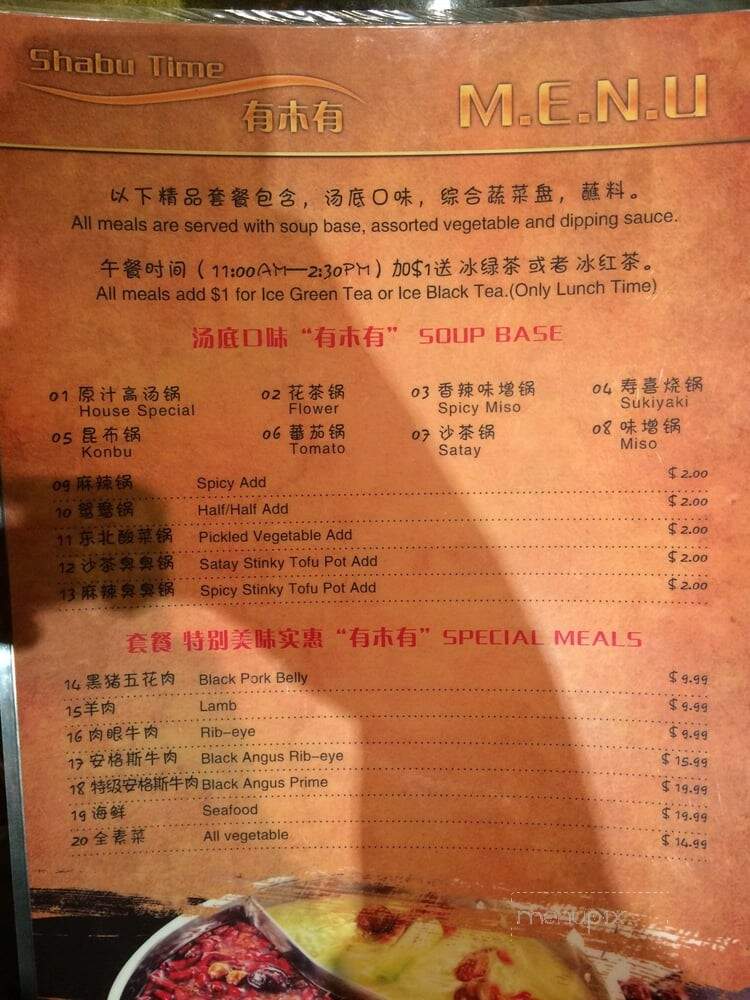 Shabu Time
有木有
M.E.N.U
以下精品套餐包含，汤底口味，综合蔬菜盘，蘸料。
All meals are served with soup base, assorted vegetable and dipping sauce.
午餐时间（11:00AM—2:30PM）加$1送 冰绿茶 或者 冰红茶。
All meals add $1 for Ice Green Tea or Ice Black Tea.(Only Lunch Time)
汤底口味“有木有” SOUP BASE
01 原汁高汤锅 02 花茶锅 03 香辣味增锅 04 寿喜烧锅
House Special Flower Spicy Miso Sukiyaki
05 昆布锅 06 蕃茄锅 07 沙茶锅 08 味增锅
Konbu Tomato Satay Miso
09 麻辣锅 Spicy Add $2.00
10 鸳鸯锅 Half/Half Add $2.00
11 东北酸菜锅 Pickled Vegetable Add $2.00
12 沙茶臭臭锅 Satay Stinky Tofu Pot Add $2.00
13 麻辣臭臭锅 Spicy Stinky Tofu Pot Add $2.00
套餐 特别美味实惠“有木有”SPECIAL MEALS
14 黑猪五花肉 Black Pork Belly $9.99
15 羊肉 Lamb $9.99
16 肉眼牛肉 Rib-eye $9.99
17 安格斯牛肉 Black Angus Rib-eye $15.99
18 特级安格斯牛肉 Black Angus Prime $19.99
19 海鲜 Seafood $19.99
20 全素菜 All vegetable $14.99
menupix